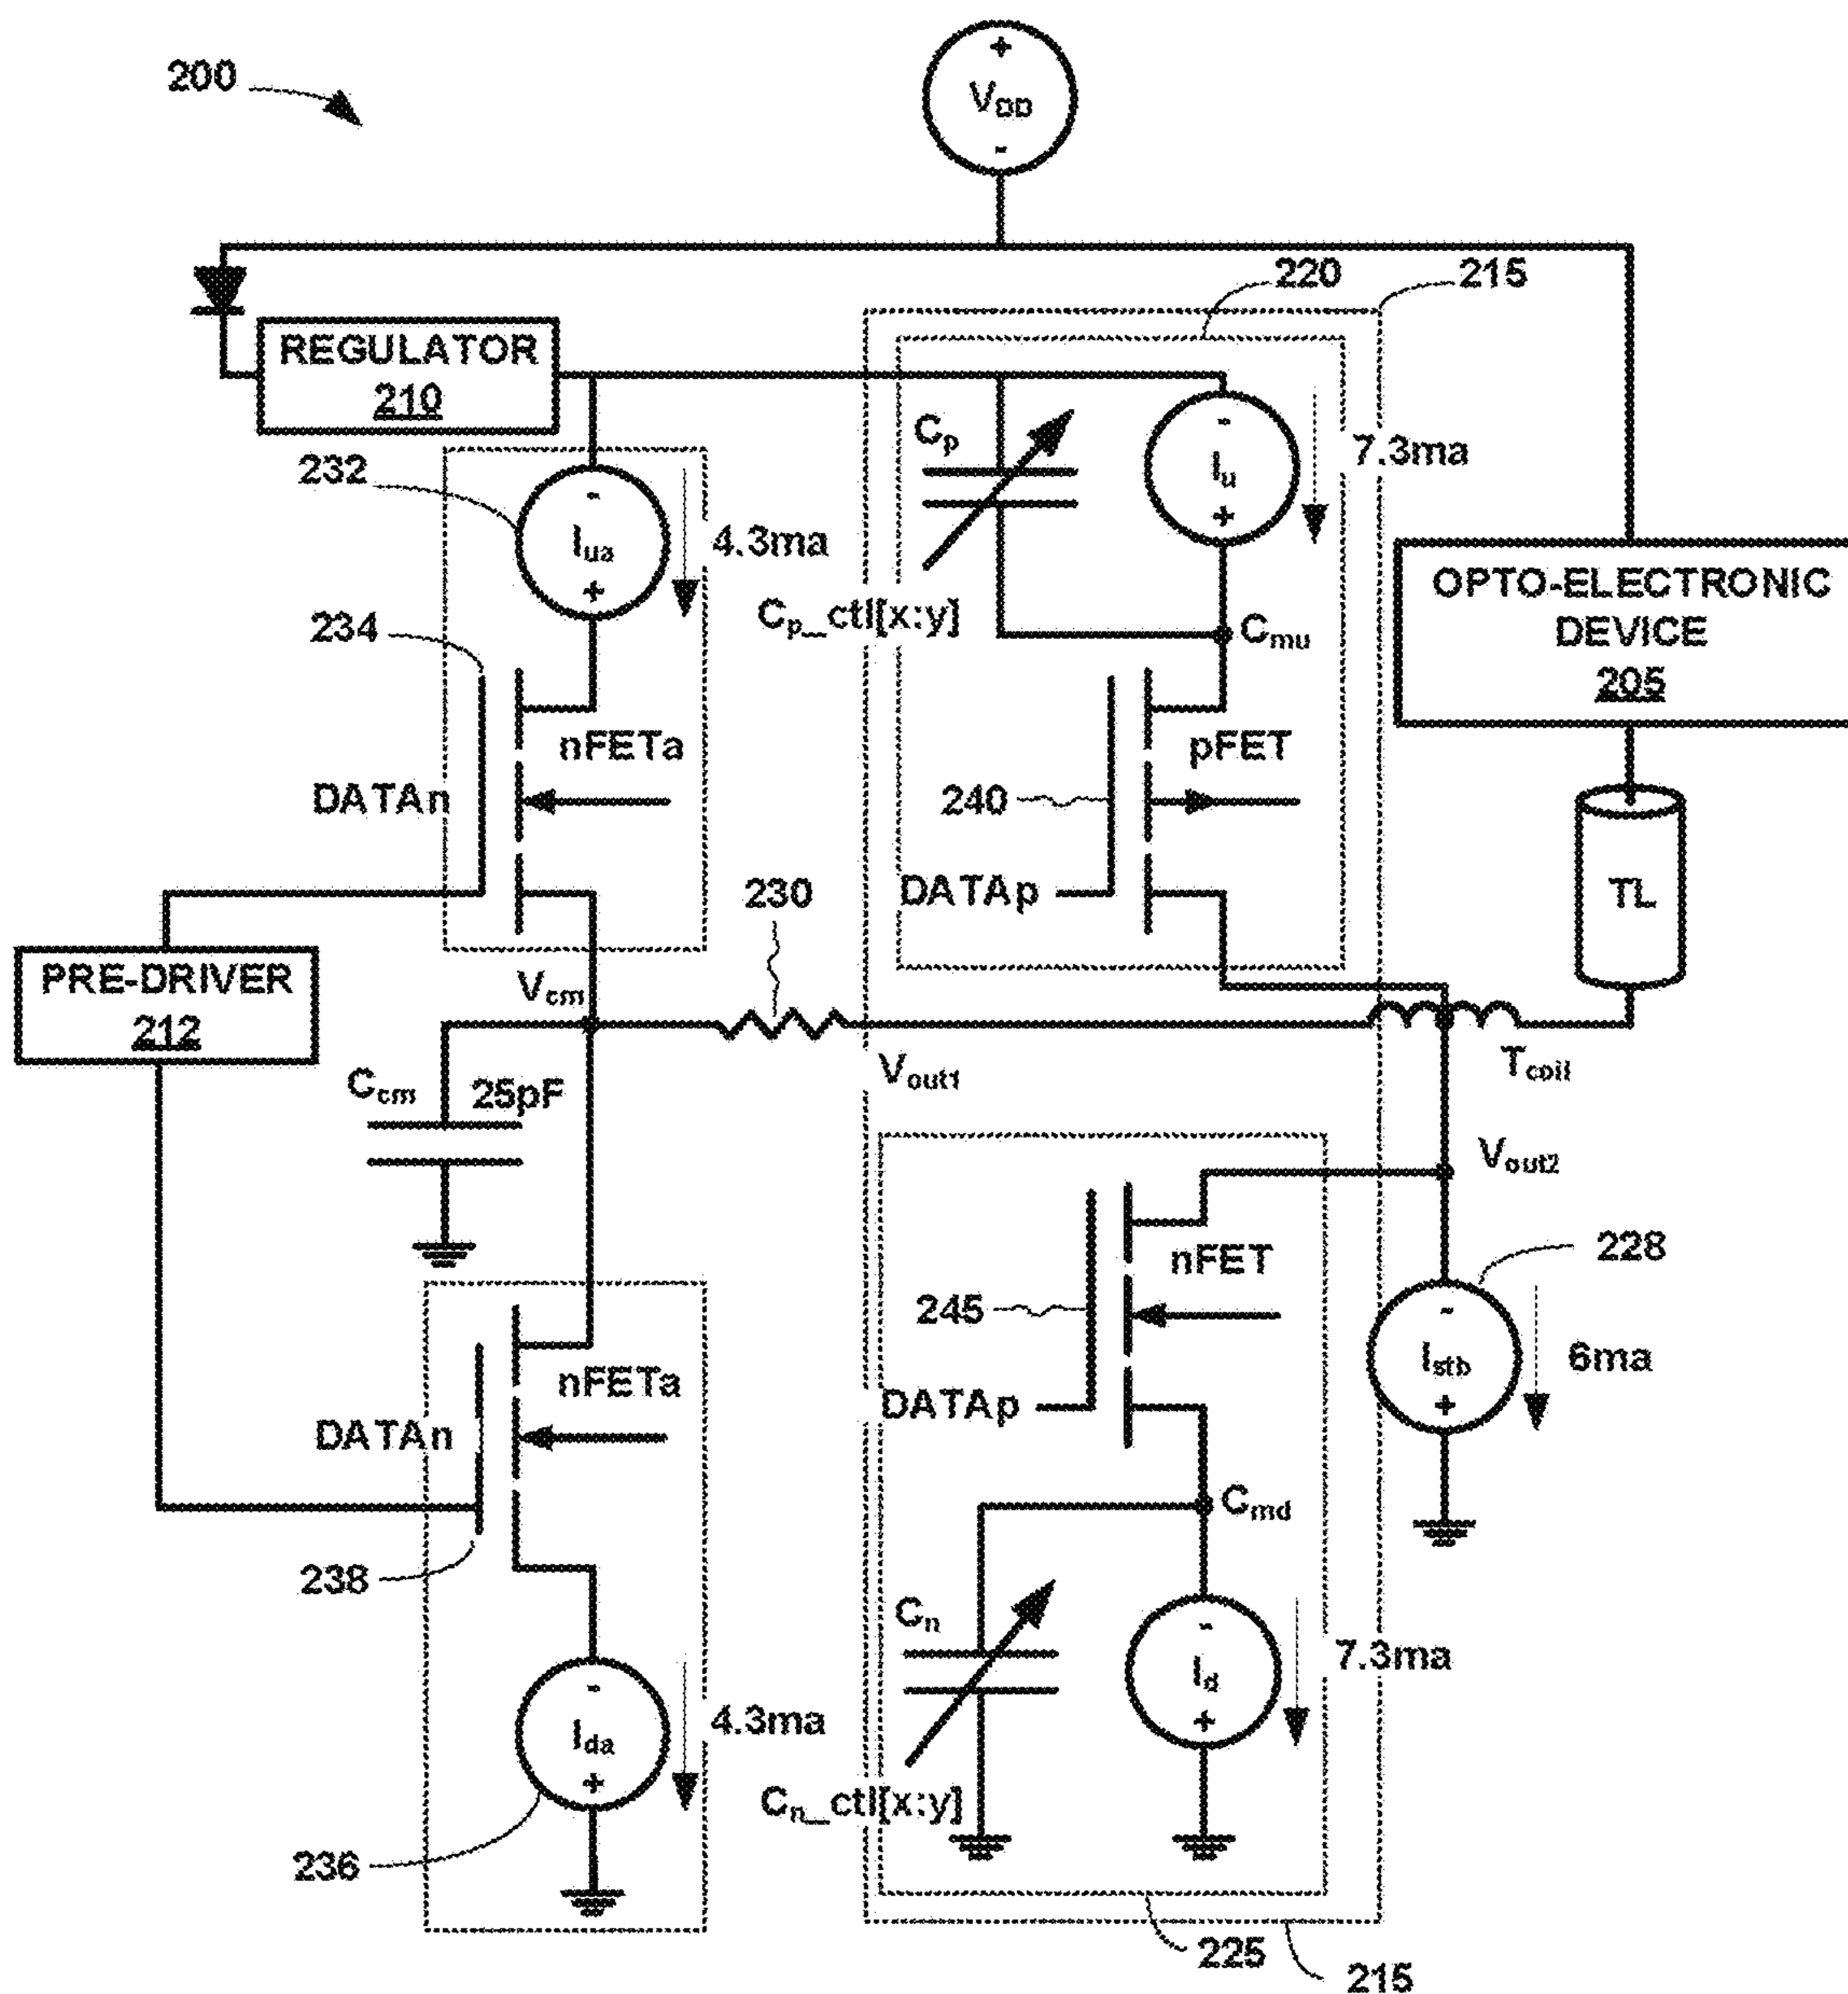 200
+
VDD
-
220
215
REGULATOR
210
Cp
-
Iu
+
7.3ma
232
-
Iua
+
4.3ma
OPTO-ELECTRONIC
DEVICE
205
Cp_ctl[x:y]
Cmu
234
nFETa
pFET
DATAn
240
230
DATAp
TL
PRE-DRIVER
212
Vcm
Vout1
Tcoil
Ccm
25pF
Vout2
nFET
228
245
-
Istb
+
6ma
nFETa
DATAp
DATAn
Cmd
238
Cn
-
Id
+
7.3ma
-
Ida
+
4.3ma
Cn_ctl[x:y]
236
225
215